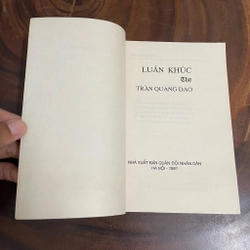 LUÂN KHÚC
Thơ
TRẦN QUANG ĐẠO
NHÀ XUẤT BẢN QUÂN ĐỘI NHÂN DÂN
HÀ NỘI - 1997